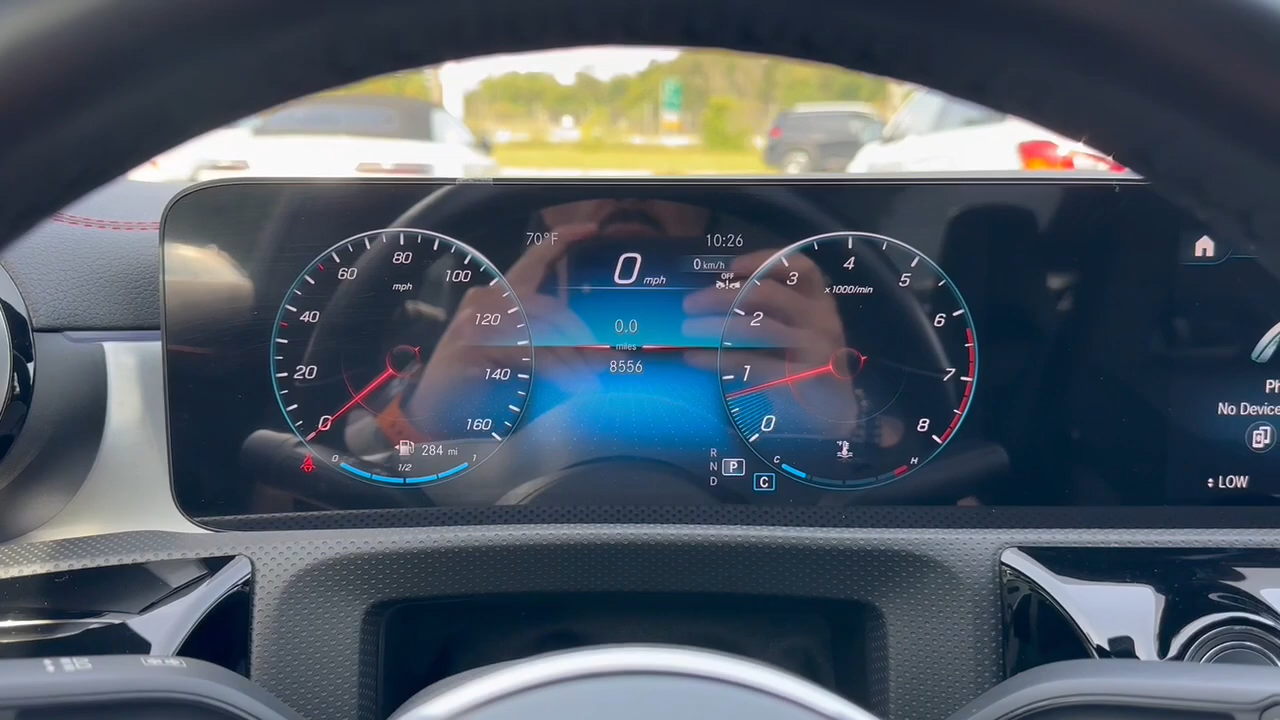 70°F
10:26
0 mph
0 km/h
OFF
0.0
miles
8556
0
20
40
60
80
100
120
140
160
mph
284 mi
0
1/2
1
0
1
2
3
4
5
6
7
8
x1000/min
C
H
R
N
P
D
C
Ph
No Device
LOW